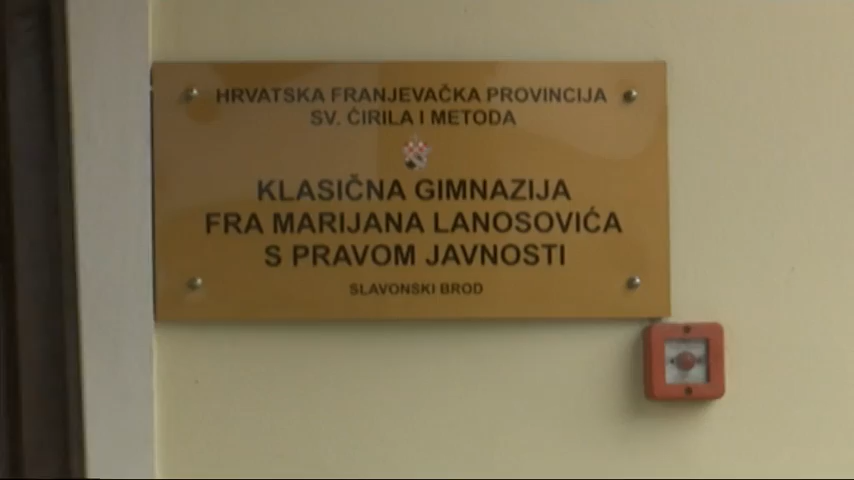 HRVATSKA FRANJEVAČKA PROVINCIJA
SV. ĆIRILA I METODA
KLASIČNA GIMNAZIJA
FRA MARIJANA LANOSOVIĆA
S PRAVOM JAVNOSTI
SLAVONSKI BROD